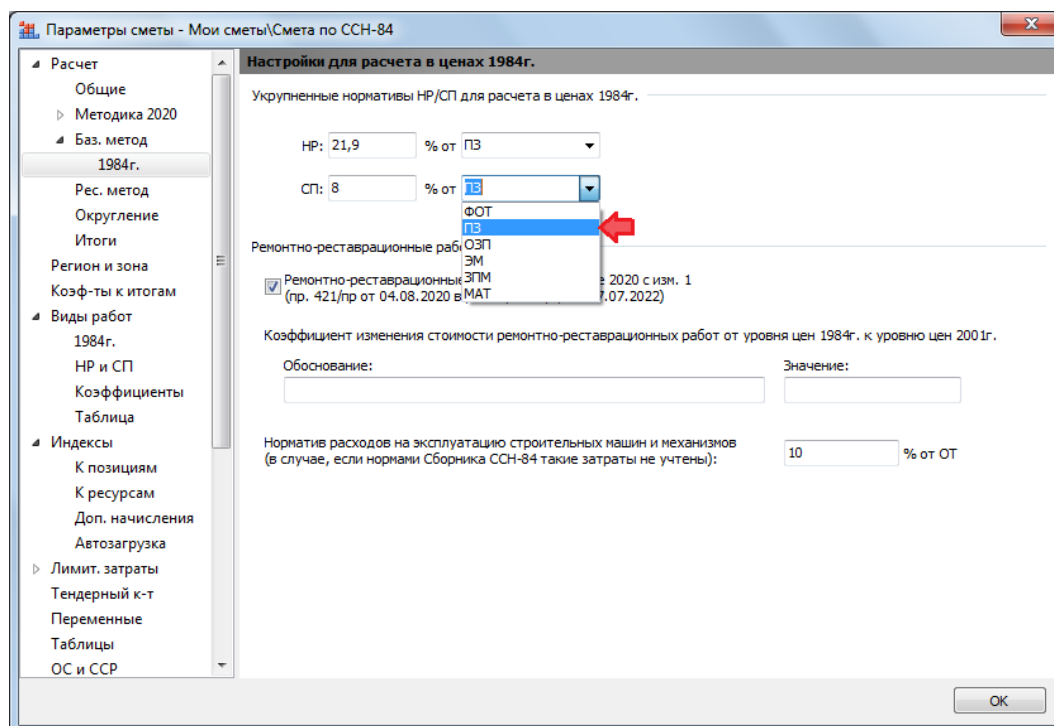 Параметры сметы - Мои сметы\Смета по ССН-84
Расчет
Общие
Методика 2020
Баз. метод
1984г.
Рес. метод
Округление
Итоги
Регион и зона
Коэф-ты к итогам
Виды работ
1984г.
НР и СП
Коэффициенты
Таблица
Индексы
К позициям
К ресурсам
Доп. начисления
Автозагрузка
Лимит. затраты
Тендерный к-т
Переменные
Таблицы
ОС и ССР
Настройки для расчета в ценах 1984г.
Укрупненные нормативы НР/СП для расчета в ценах 1984г.
НР: 21,9 % от ПЗ
СП: 8 % от ПЗ
ФОТ
ПЗ
ОЗП
ЭМ
ЗПМ
МАТ
Ремонтно-реставрационные раб
Ремонтно-реставрационные 2020 с изм. 1
(пр. 421/пр от 04.08.2020 в 7.07.2022)
Коэффициент изменения стоимости ремонтно-реставрационных работ от уровня цен 1984г. к уровню цен 2001г.
Обоснование: Значение:
Норматив расходов на эксплуатацию строительных машин и механизмов
(в случае, если нормами Сборника ССН-84 такие затраты не учтены): 10 % от ОТ
ОК